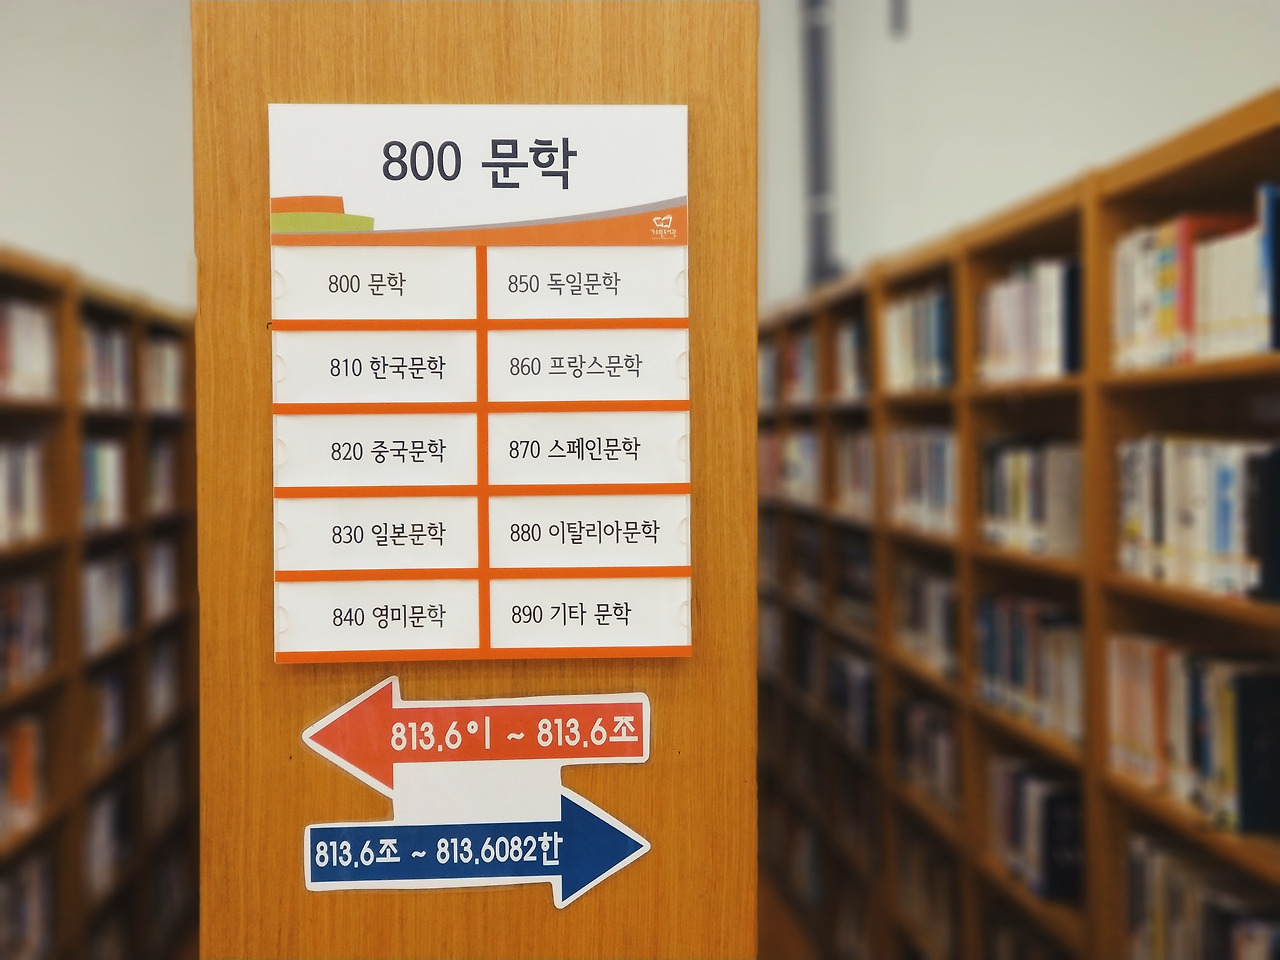 800 문학
800 문학
850 독일문학
810 한국문학
860 프랑스문학
820 중국문학
870 스페인문학
830 일본문학
880 이탈리아문학
840 영미문학
890 기타 문학
813.6이 ~ 813.6조
813.6조 ~ 813.6082한